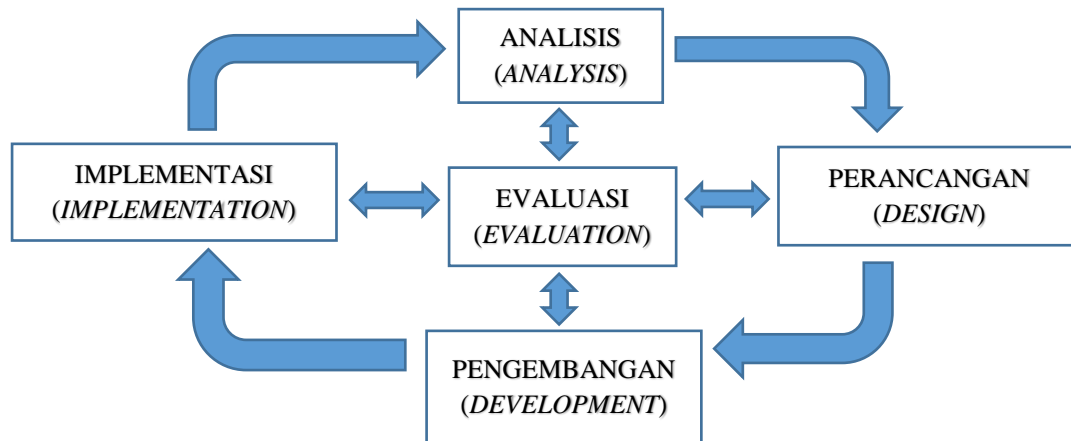 ANALISIS
(ANALYSIS)
IMPLEMENTASI
(IMPLEMENTATION)
EVALUASI
(EVALUATION)
PERANCANGAN
(DESIGN)
PENGEMBANGAN
(DEVELOPMENT)